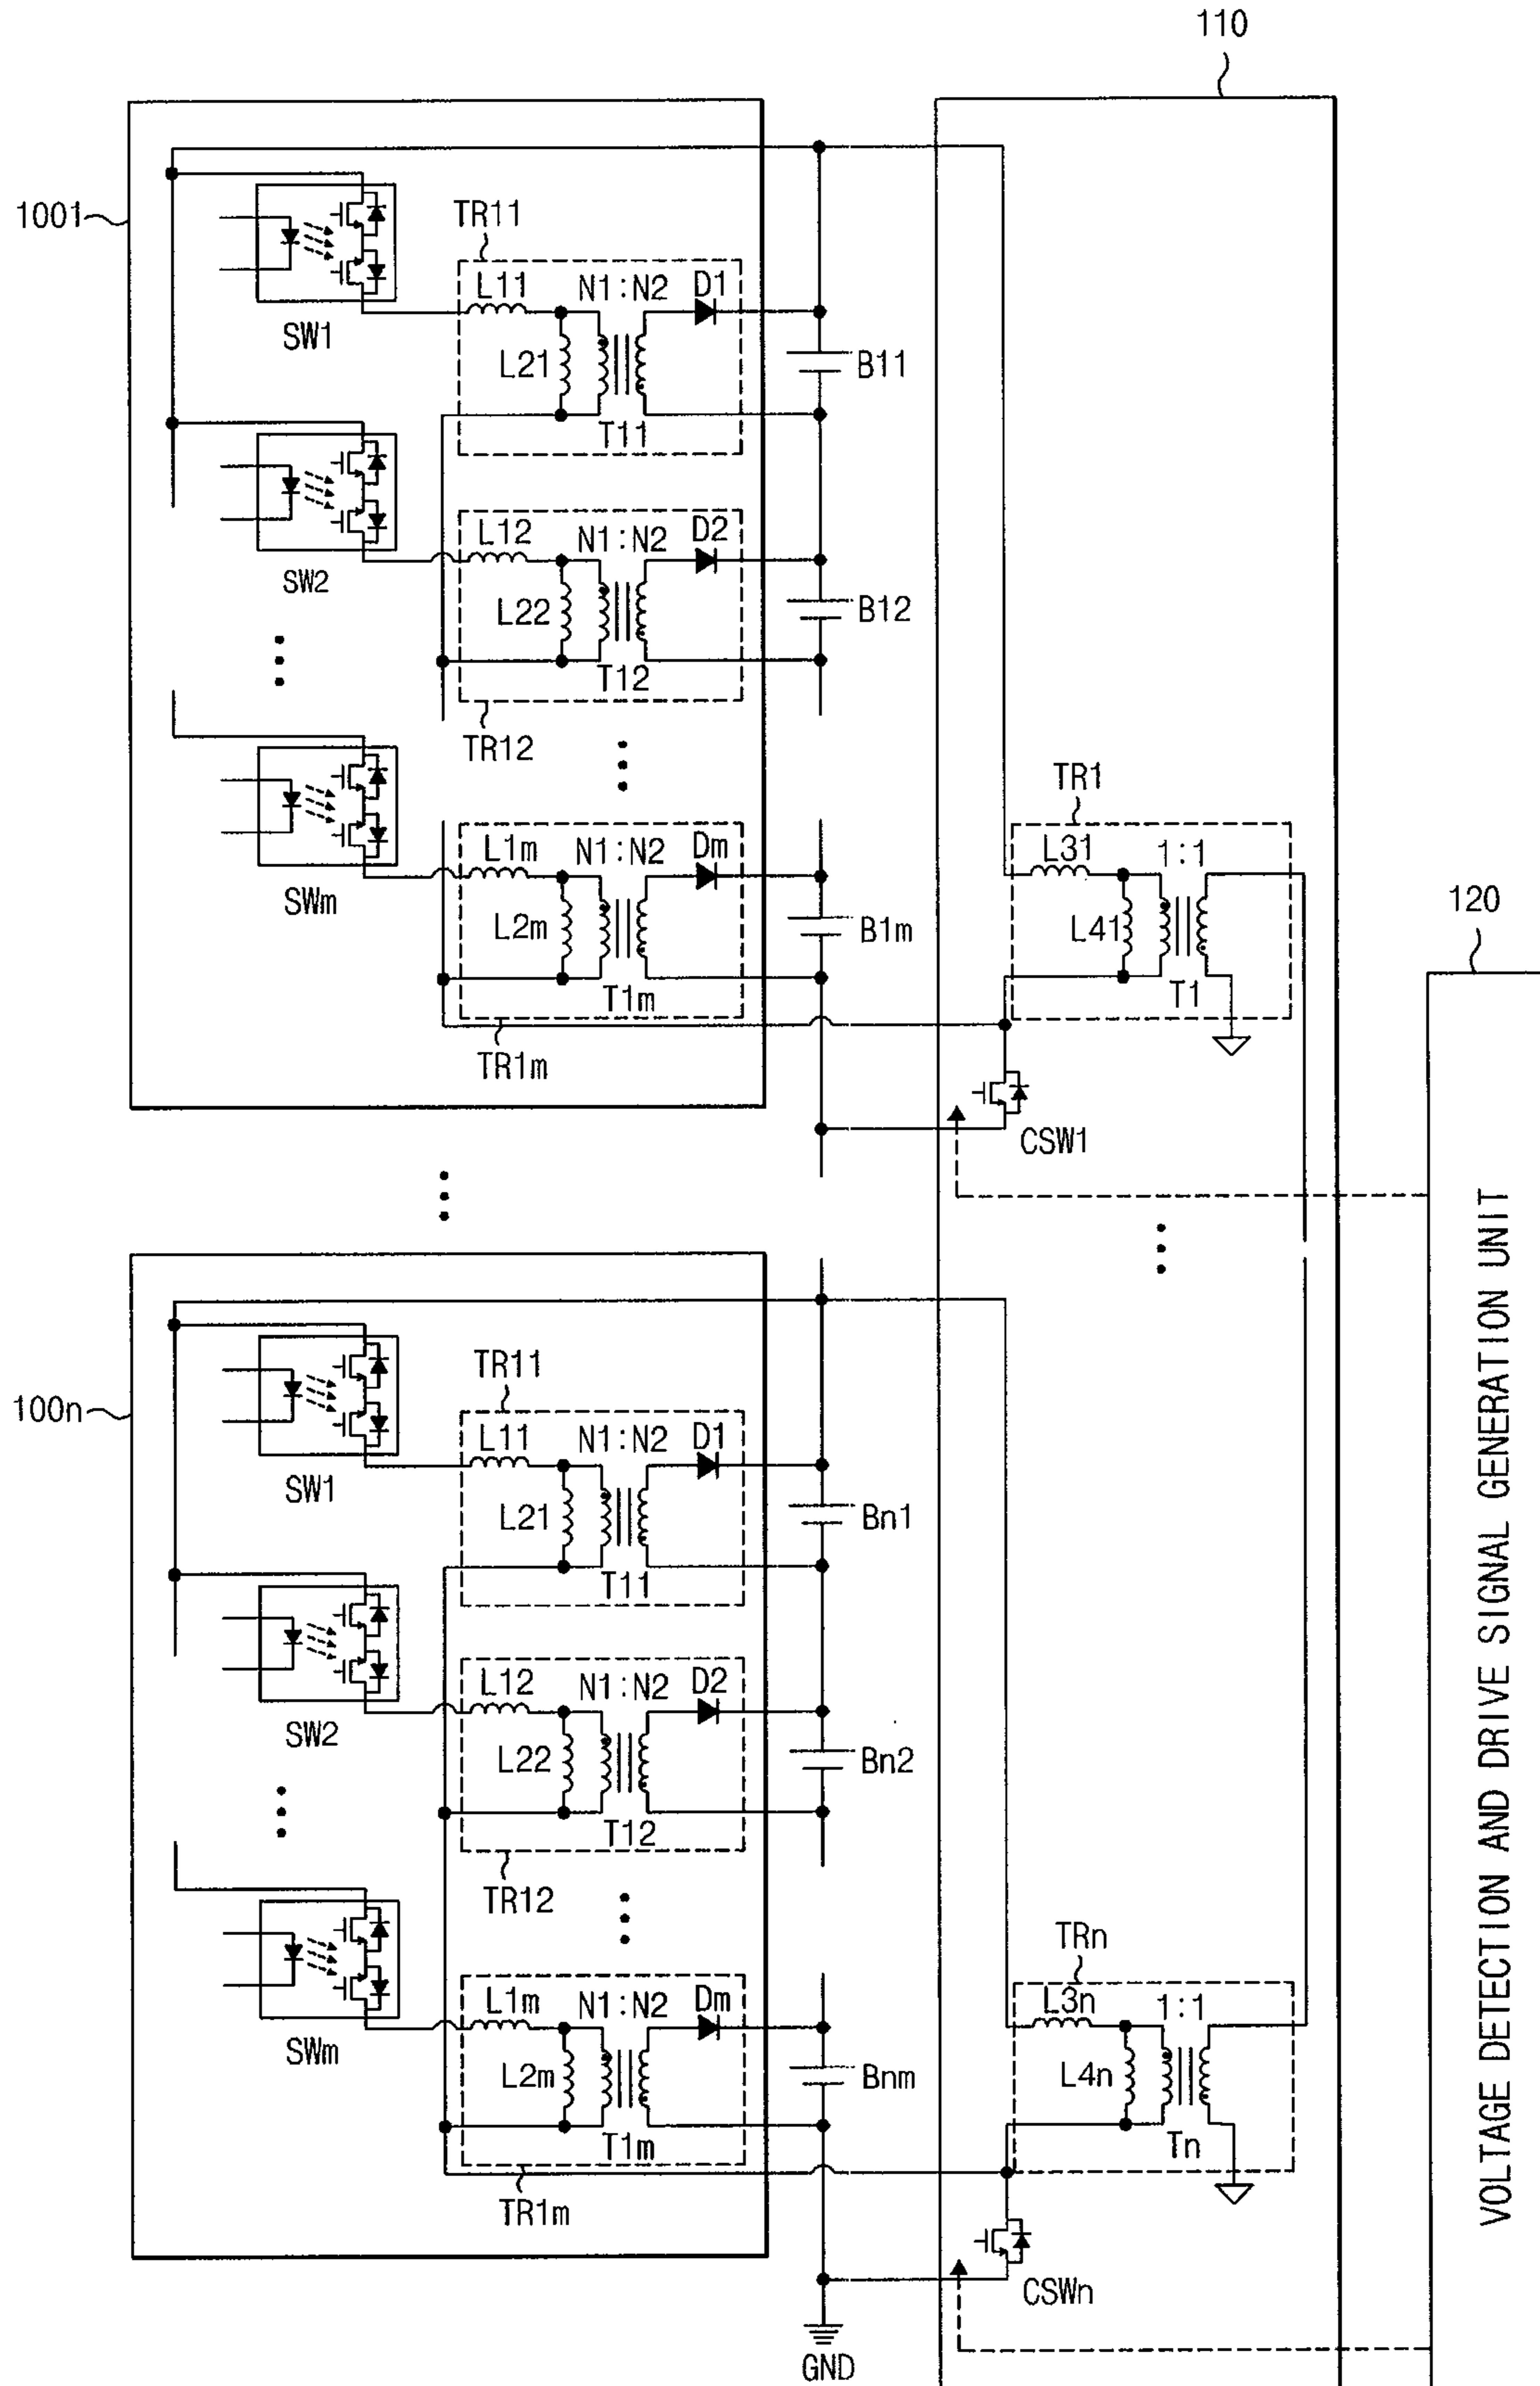 110
1001
TR11
L11 N1:N2 D1
SW1
L21
B11
T11
L12 N1:N2 D2
SW2
L22
B12
T12
TR12
TR1
L1m N1:N2 Dm
L31 1:1
SWm
L2m
B1m
L41
120
T1m
T1
TR1m
CSW1
100n
TR11
L11 N1:N2 D1
SW1
L21
Bn1
T11
L12 N1:N2 D2
SW2
L22
Bn2
T12
TR12
TRn
L1m N1:N2 Dm
L3n 1:1
SWm
L2m
Bnm
L4n
T1m
Tn
TR1m
CSWn
GND
VOLTAGE DETECTION AND DRIVE SIGNAL GENERATION UNIT